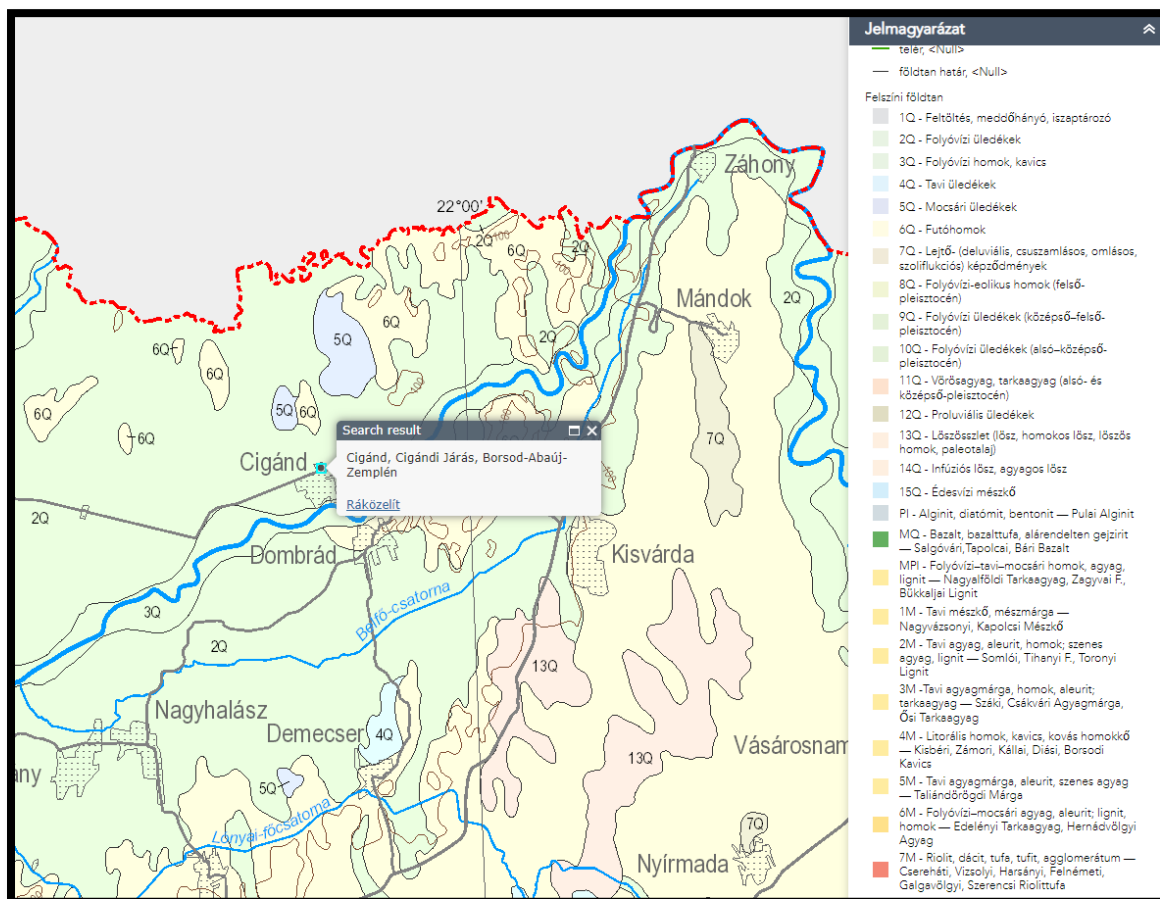 Jelmagyarázat
telér, <Null>
földtan határ, <Null>
Felszíni földtan
1Q - Feltöltés, meddőhányó, iszaptározó
2Q - Folyóvízi üledékek
3Q - Folyóvízi homok, kavics
4Q - Tavi üledékek
5Q - Mocsári üledékek
6Q - Futóhomok
7Q - Lejtő- (deluviális, csuszamlásos, omlásos,
szoliflukciós) képződmények
8Q - Folyóvízi-eolikus homok (felső-
pleisztocén)
9Q - Folyóvízi üledékek (középső–felső-
pleisztocén)
10Q - Folyóvízi üledékek (alsó–középső-
pleisztocén)
11Q - Vörösagyag, tarkaagyag (alsó- és
középső-pleisztocén)
12Q - Proluviális üledékek
13Q - Löszösszlet (lösz, homokos lösz, löszös
homok, paleotalaj)
14Q - Infúziós lösz, agyagos lösz
15Q - Édesvízi mészkő
PI - Alginit, diatómit, bentonit — Pulai Alginit
MQ - Bazalt, bazalttufa, alárendelten gejzirit
— Salgóvári,Tapolcai, Bári Bazalt
MPI - Folyóvízi–tavi–mocsári homok, agyag,
lignit — Nagyalföldi Tarkaagyag, Zagyvai F.,
Bükkaljai Lignit
1M - Tavi mészkő, mészmárga —
Nagyvázsonyi, Kapolcsi Mészkő
2M - Tavi agyag, aleurit, homok; szenes
agyag, lignit — Somlói, Tihanyi F., Toronyi
Lignit
3M -Tavi agyagmárga, homok, aleurit;
tarkaagyag — Száki, Csákvári Agyagmárga,
Ősi Tarkaagyag
4M - Litorális homok, kavics, kovás homokkő
— Kisbéri, Zámori, Kállai, Diási, Borsodi
Kavics
5M - Tavi agyagmárga, aleurit, szenes agyag
— Taliándörögdi Márga
6M - Folyóvízi–mocsári agyag, aleurit; lignit,
homok — Edelényi Tarkaagyag, Hernádvölgyi
Agyag
7M - Riolit, dácit, tufa, tufit, agglomerátum —
Csereháti, Vizsolyi, Harsányi, Felnémeti,
Galgavölgyi, Szerencsi Riolittufa
Záhony
22°00'
2Q
100
6Q
2Q
100
Mándok
2Q
6Q
5Q
2Q
6Q
6Q
100
6Q
5Q
6Q
6Q
7Q
Search result
Cigánd, Cigándi Járás, Borsod-Abaúj-
Zemplén
Ráközelít
Cigánd
2Q
Dombrád
Kisvárda
Belfő-csatorna
3Q
2Q
13Q
Nagyhalász
Demecser
4Q
Vásárosnam
13Q
any
5Q
Lónyai-főcsatorna
7Q
Nyírmada